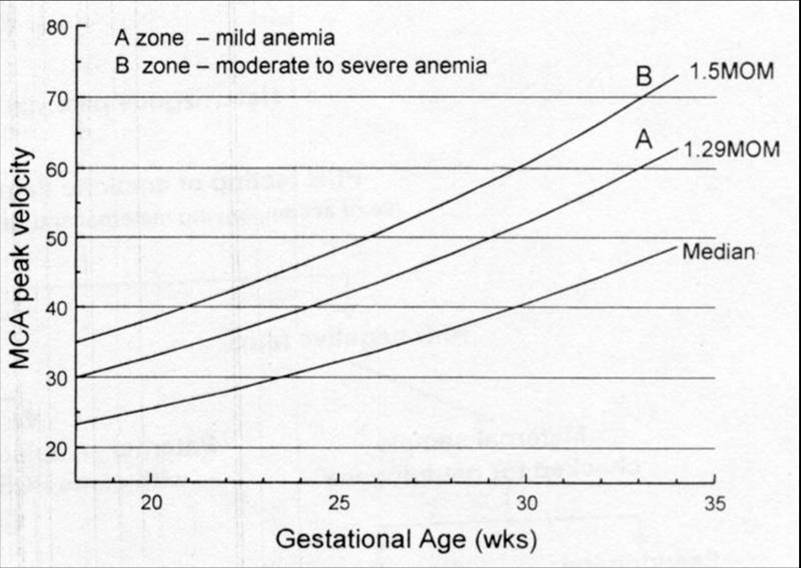 80
A zone – mild anemia
B zone – moderate to severe anemia
B
1.5MOM
70
A
1.29MOM
60
50
Median
40
30
20
20 25 30 35
MCA peak velocity
Gestational Age (wks)